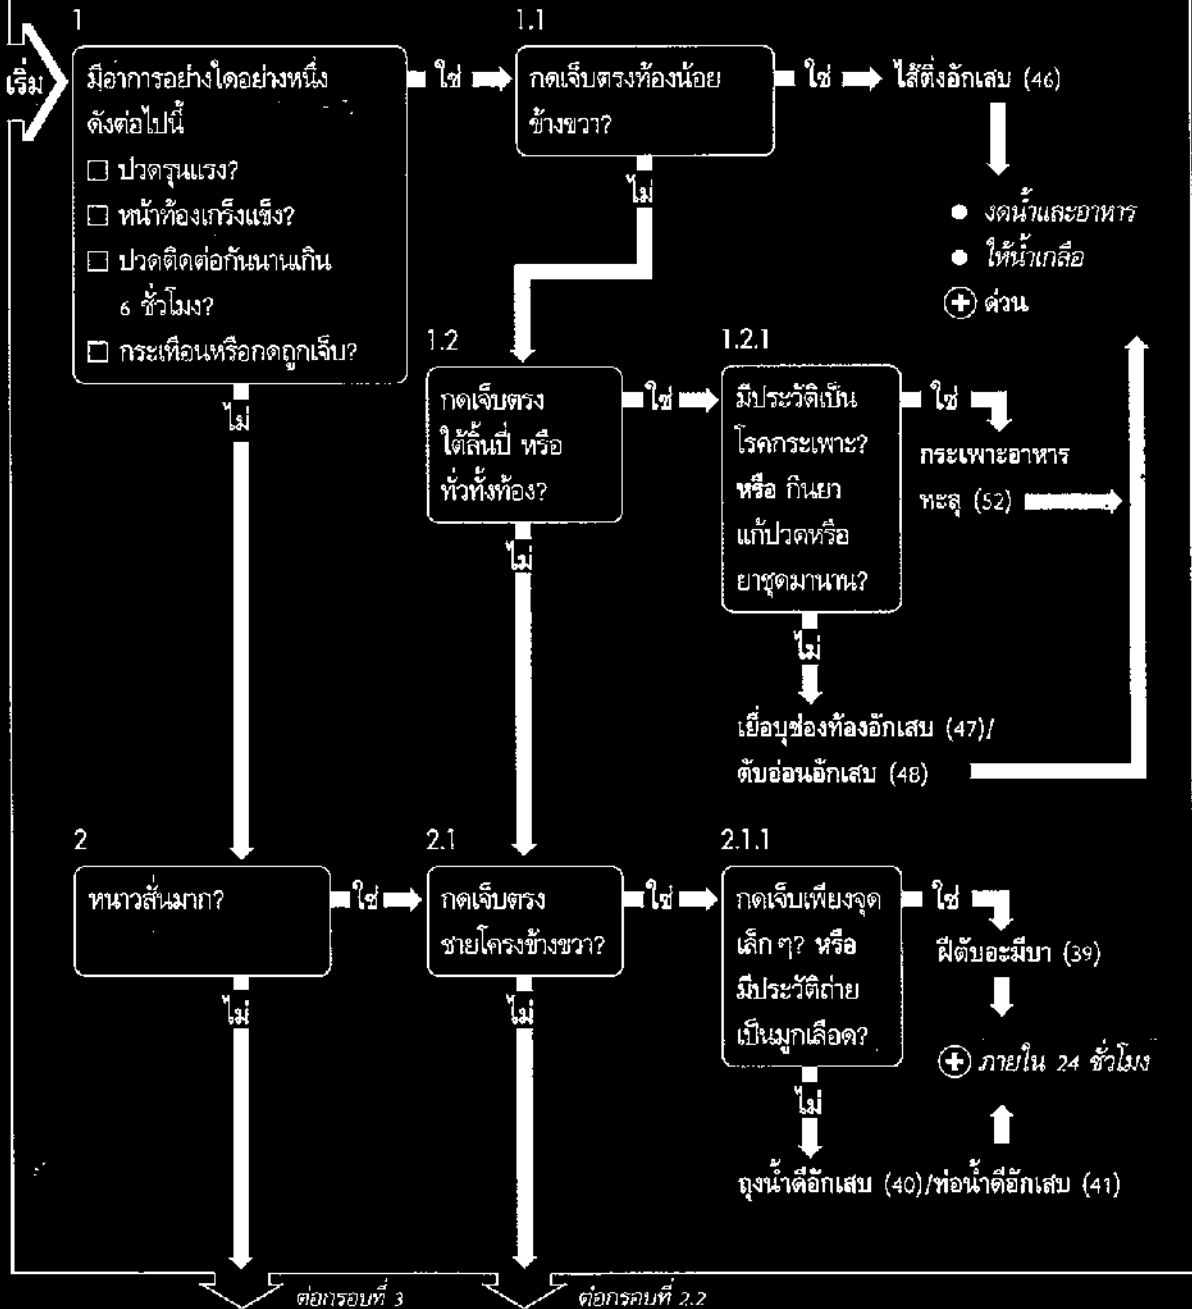 เริ่ม
1
มีอาการอย่างใดอย่างหนึ่ง
ดังต่อไปนี้
ปวดรุนแรง?
หน้าท้องเกร็งแข็ง?
ปวดติดต่อกันนานเกิน
6 ชั่วโมง?
กระเทือนหรือกดถูกเจ็บ?
ใช่
1.1
กดเจ็บตรงท้องน้อย
ข้างขวา?
ใช่
ไส้ติ่งอักเสบ (46)
● งดน้ำและอาหาร
● ให้น้ำเกลือ
+ ด่วน
ไม่
ไม่
1.2
กดเจ็บตรง
ใต้ลิ้นปี่ หรือ
ทั่วทั้งท้อง?
ใช่
1.2.1
มีประวัติเป็น
โรคกระเพาะ?
หรือ กินยา
แก้ปวดหรือ
ยาชุดมานาน?
ใช่
กระเพาะอาหาร
ทะลุ (52)
ไม่
ไม่
เยื่อบุช่องท้องอักเสบ (47)/
ตับอ่อนอักเสบ (48)
2
หนาวสั่นมาก?
ใช่
2.1
กดเจ็บตรง
ชายโครงข้างขวา?
ใช่
2.1.1
กดเจ็บเพียงจุด
เล็ก ๆ? หรือ
มีประวัติถ่าย
เป็นมูกเลือด?
ใช่
ฝีตับอะมีบา (39)
+ ภายใน 24 ชั่วโมง
ไม่
ไม่
ไม่
ถุงน้ำดีอักเสบ (40)/ท่อน้ำดีอักเสบ (41)
ต่อกรอบที่ 3
ต่อกรอบที่ 2.2